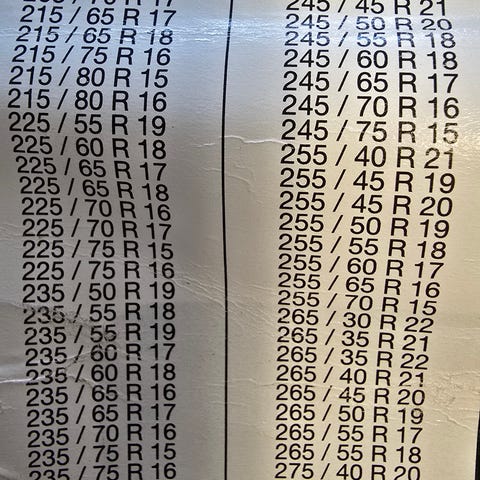 215 / 65 R 17
215 / 65 R 18
215 / 75 R 16
215 / 80 R 15
215 / 80 R 16
225 / 55 R 19
225 / 60 R 18
225 / 65 R 17
225 / 65 R 18
225 / 70 R 16
225 / 70 R 17
225 / 75 R 15
225 / 75 R 16
235 / 50 R 19
235 / 55 R 18
235 / 55 R 19
235 / 60 R 17
235 / 60 R 18
235 / 65 R 16
235 / 65 R 17
235 / 70 R 16
235 / 75 R 15
235 / 75 R 16
245 / 45 R 21
245 / 50 R 20
245 / 55 R 18
245 / 60 R 18
245 / 65 R 17
245 / 70 R 16
245 / 75 R 15
255 / 40 R 21
255 / 45 R 19
255 / 45 R 20
255 / 50 R 19
255 / 55 R 18
255 / 60 R 17
255 / 65 R 16
255 / 70 R 15
265 / 30 R 22
265 / 35 R 21
265 / 35 R 22
265 / 40 R 21
265 / 45 R 20
265 / 50 R 19
265 / 55 R 17
265 / 55 R 18
275 / 40 R 20